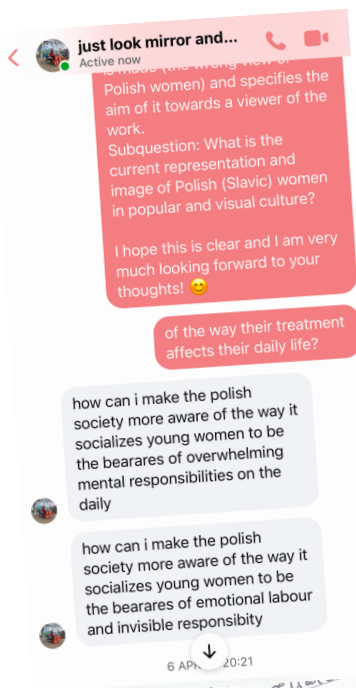 just look mirror and...
Active now
is made (the wrong view of
Polish women) and specifies the
aim of it towards a viewer of the
work.
Subquestion: What is the
current representation and
image of Polish (Slavic) women
in popular and visual culture?
I hope this is clear and I am very
much looking forward to your
thoughts! 😊
of the way their treatment
affects their daily life?
how can i make the polish
society more aware of the way it
socializes young women to be
the bearares of overwhelming
mental responsibilities on the
daily
how can i make the polish
society more aware of the way it
socializes young women to be
the bearares of emotional labour
and invisible responsibity
6 AP 20:21